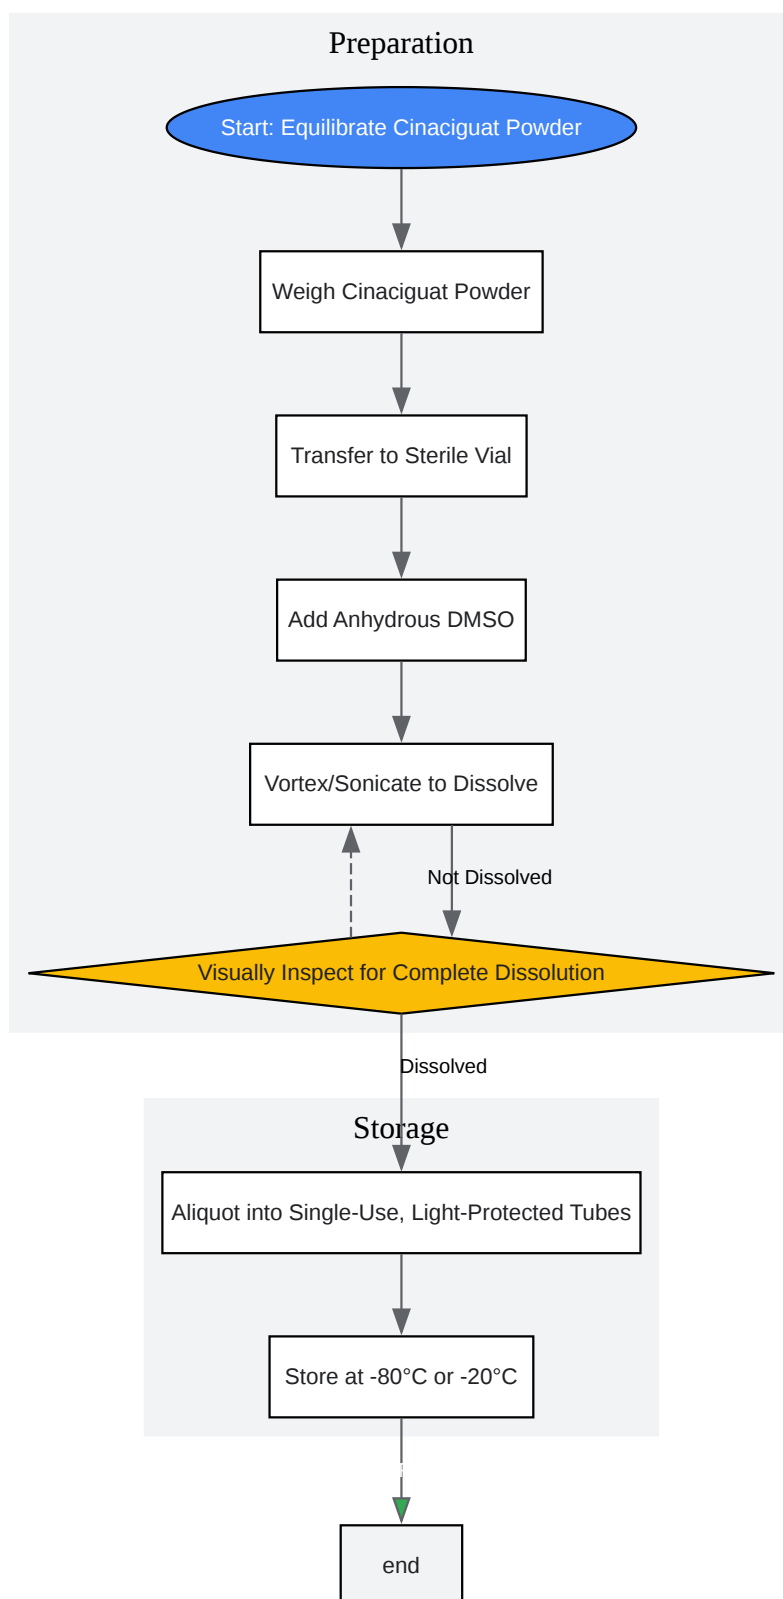 Preparation
Start: Equilibrate Cinaciguat Powder
Weigh Cinaciguat Powder
Transfer to Sterile Vial
Add Anhydrous DMSO
Vortex/Sonicate to Dissolve
Not Dissolved
Visually Inspect for Complete Dissolution
Dissolved
Storage
Aliquot into Single-Use, Light-Protected Tubes
Store at -80°C or -20°C
end